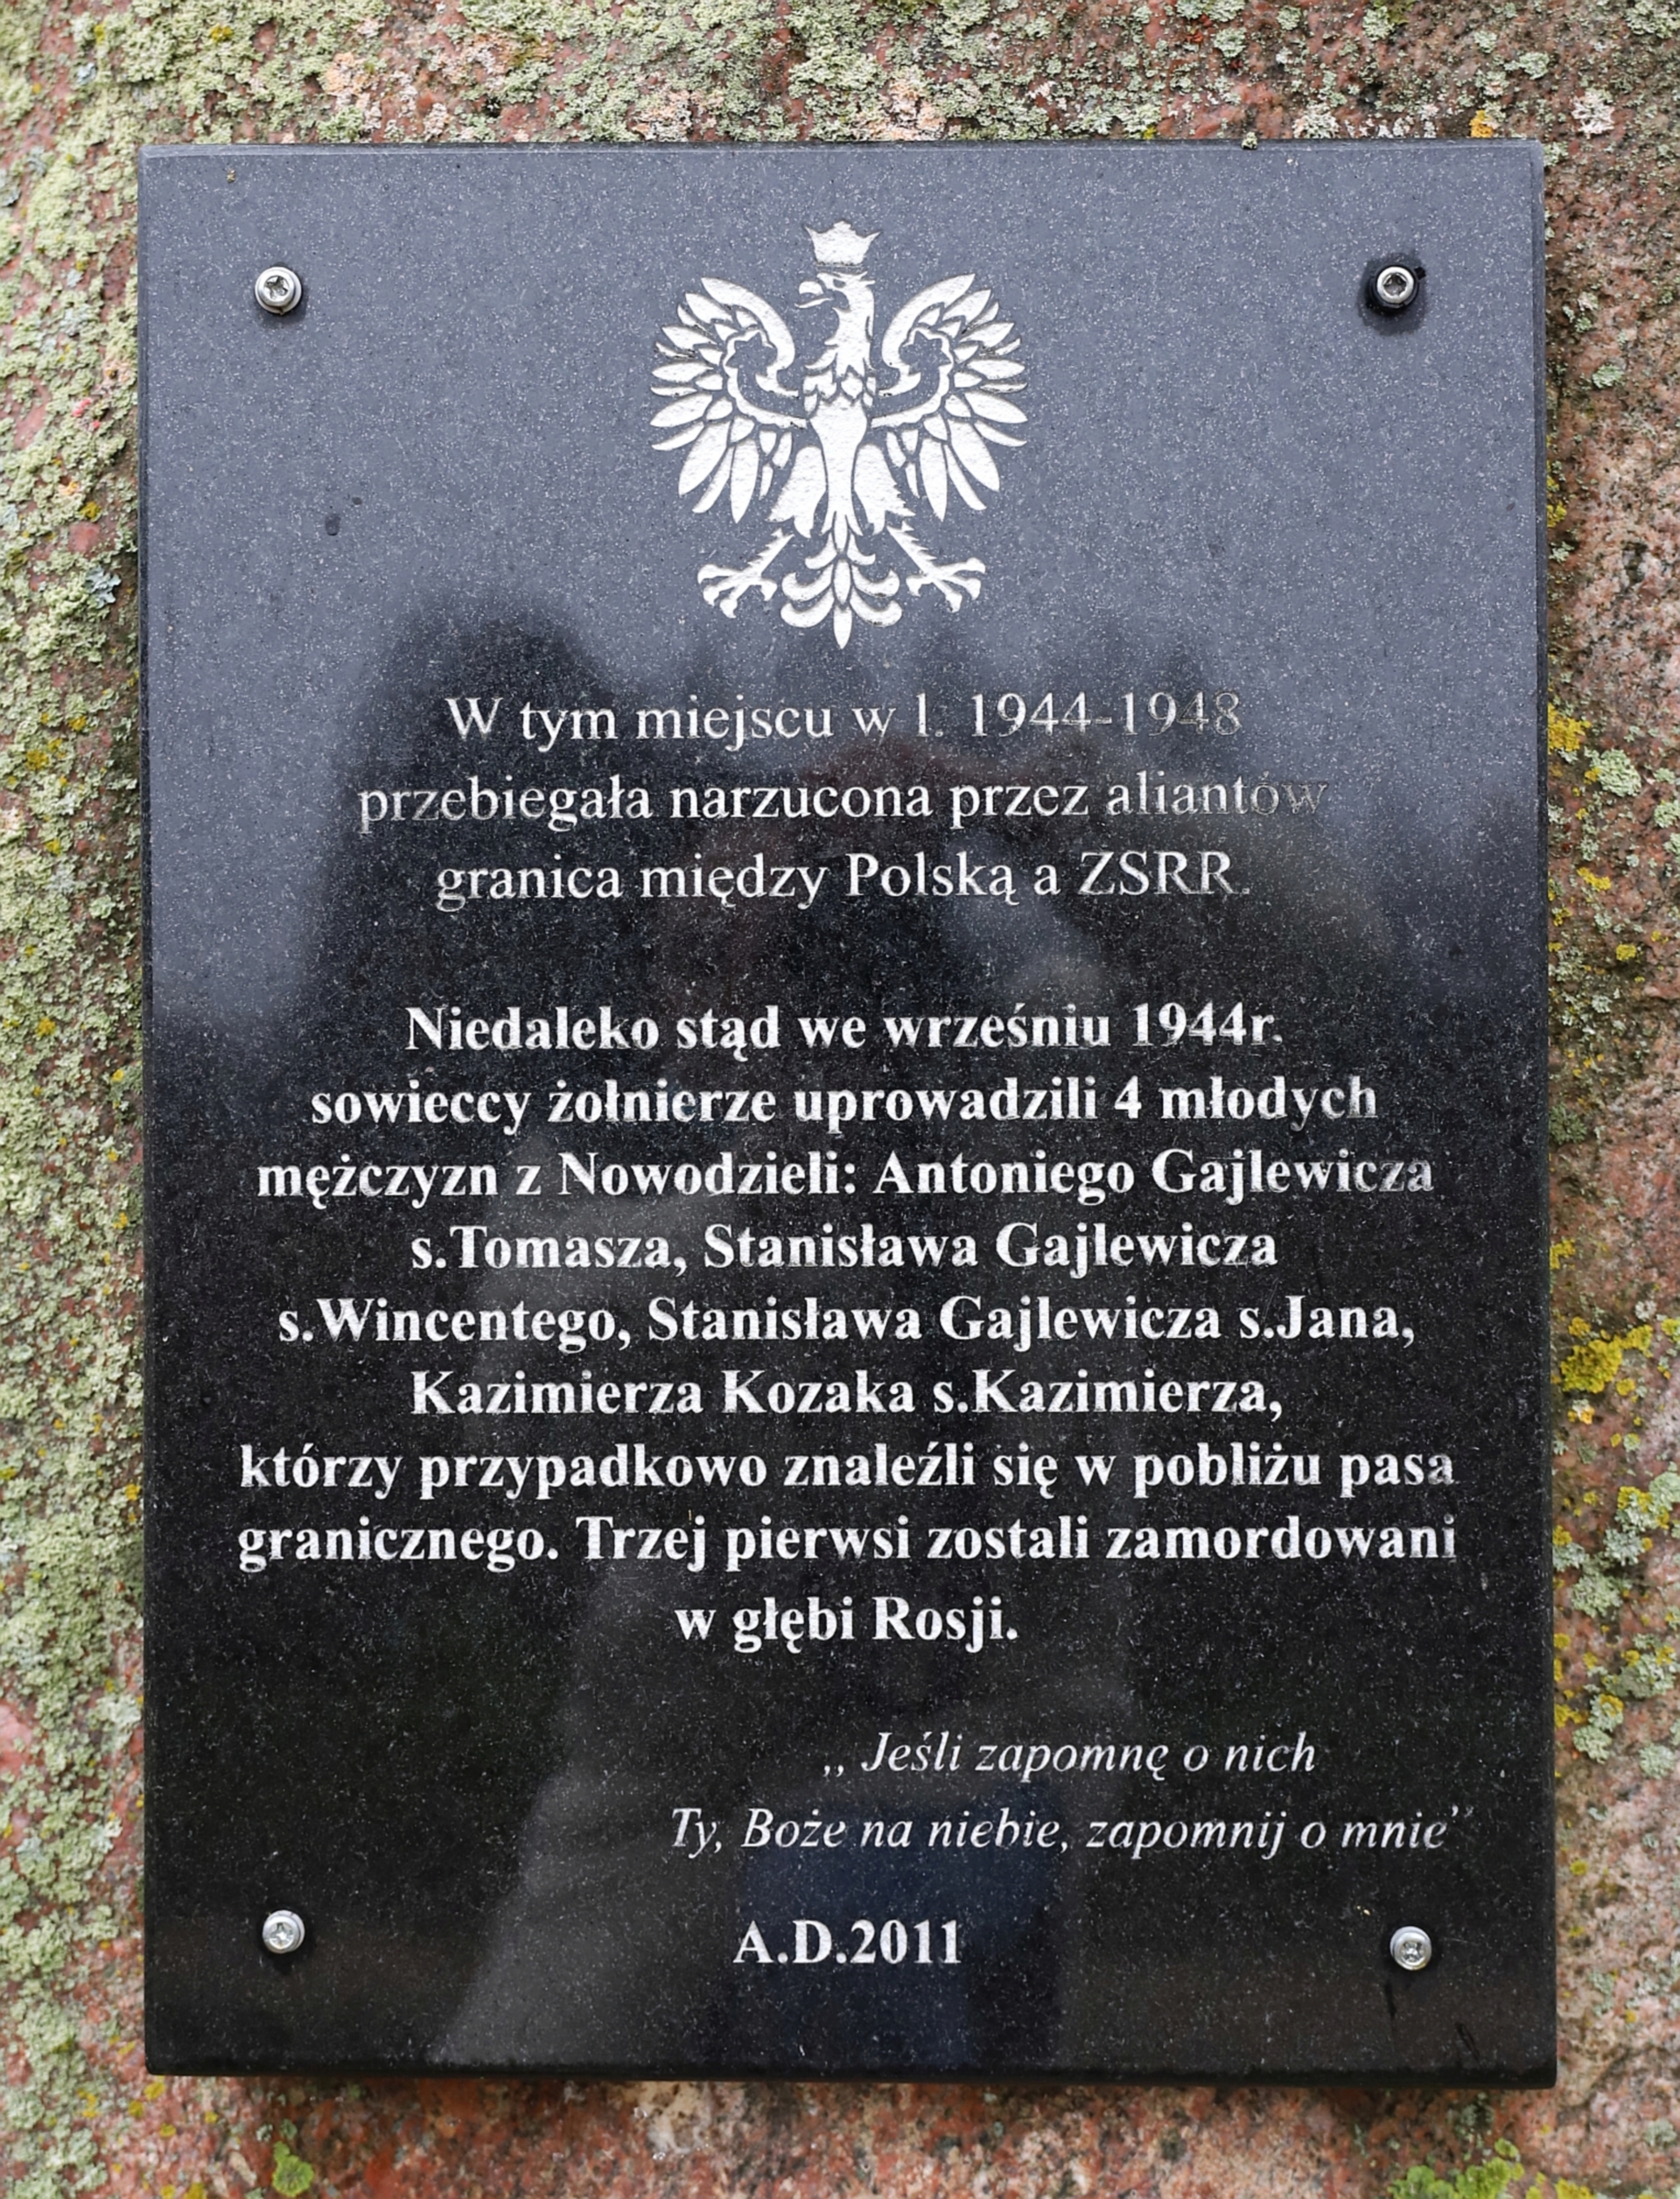 W tym miejscu w l. 1944-1948
przebiegała narzucona przez aliantów
granica między Polską a ZSRR.
Niedaleko stąd we wrześniu 1944r.
sowieccy żołnierze uprowadzili 4 młodych
mężczyzn z Nowodzieli: Antoniego Gajlewicza
s.Tomasza, Stanisława Gajlewicza
s.Wincentego, Stanisława Gajlewicza s.Jana,
Kazimierza Kozaka s.Kazimierza,
którzy przypadkowo znaleźli się w pobliżu pasa
granicznego. Trzej pierwsi zostali zamordowani
w głębi Rosji.
,, Jeśli zapomnę o nich
Ty, Boże na niebie, zapomnij o mnie’’
A.D.2011